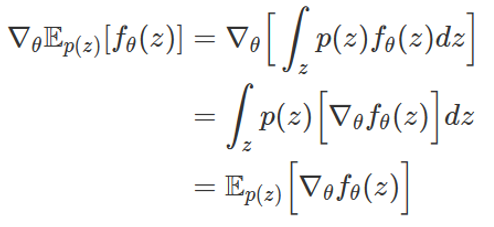 ∇_θ 𝔼_{p(z)}[f_θ(z)] = ∇_θ[∫_z p(z)f_θ(z)dz]
= ∫_z p(z)[∇_θ f_θ(z)]dz
= 𝔼_{p(z)}[∇_θ f_θ(z)]